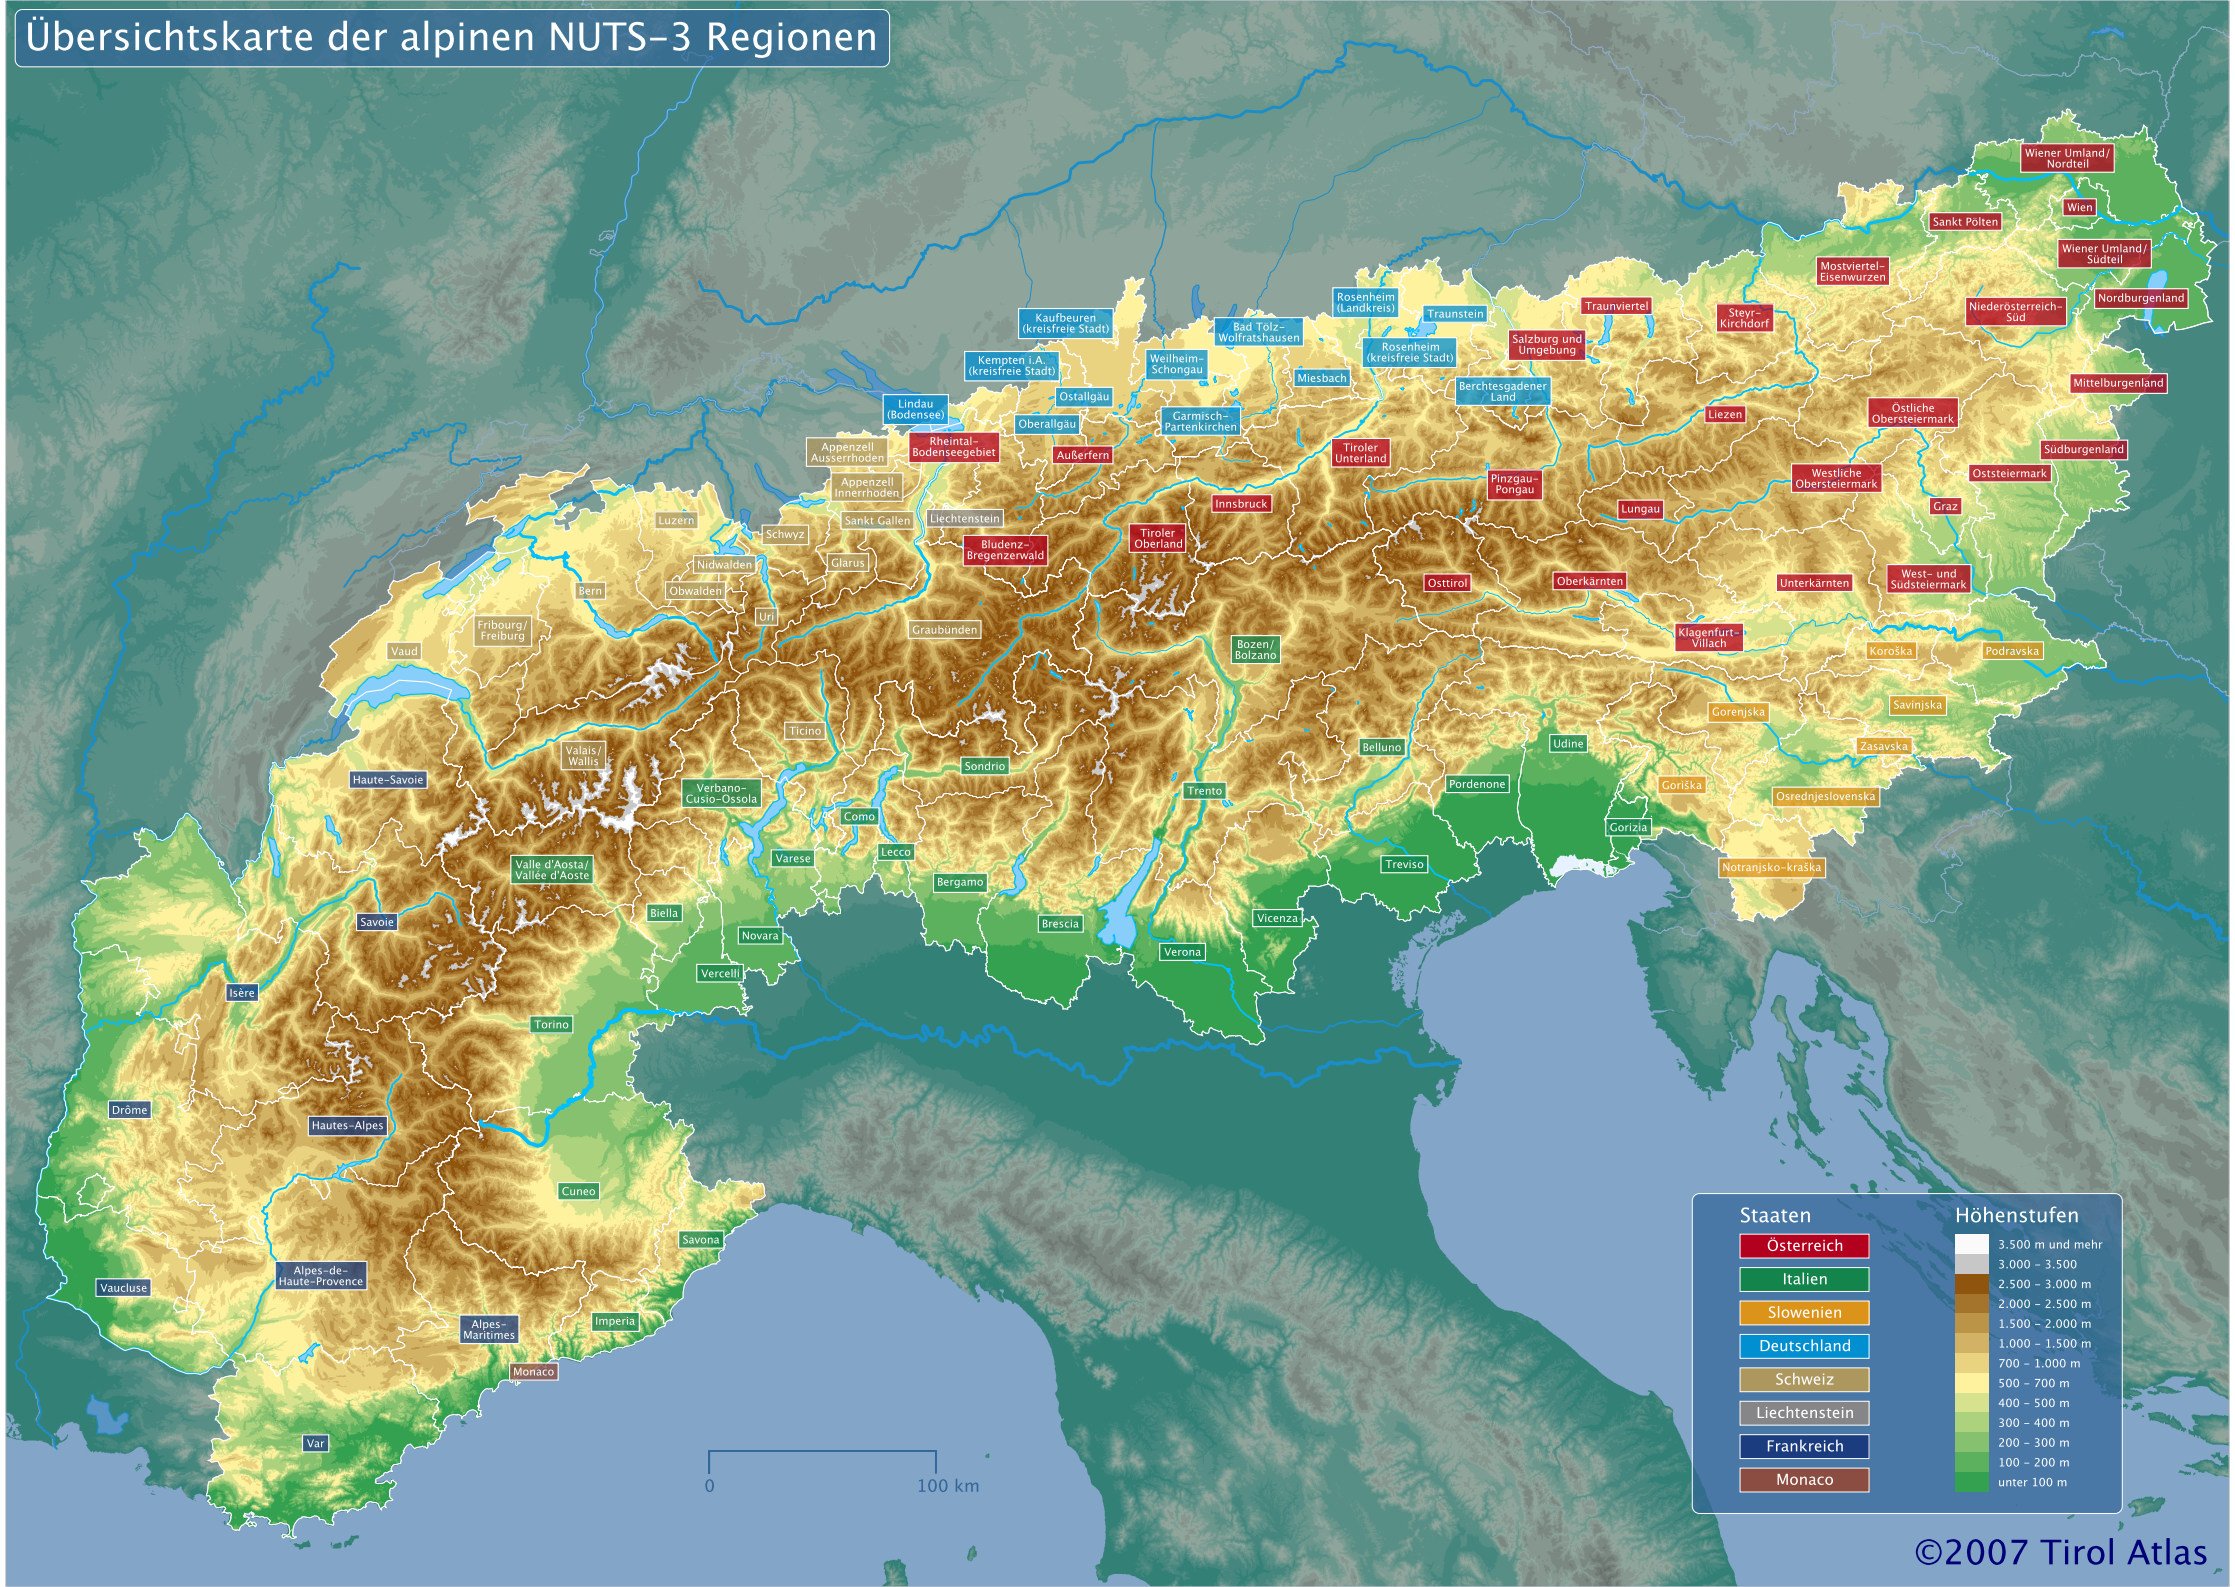 Übersichtskarte der alpinen NUTS-3 Regionen
Wiener Umland/
Nordteil
Wien
Sankt Pölten
Wiener Umland/
Südteil
Mostviertel-
Eisenwurzen
Nordburgenland
Niederösterreich-
Süd
Traunviertel
Steyr-
Kirchdorf
Rosenheim
(Landkreis)
Traunstein
Kaufbeuren
(kreisfreie Stadt)
Bad Tölz-
Wolfratshausen
Salzburg und
Umgebung
Rosenheim
(kreisfreie Stadt)
Kempten i.A.
(kreisfreie Stadt)
Weilheim-
Schongau
Miesbach
Berchtesgadener
Land
Mittelburgenland
Ostallgäu
Lindau
(Bodensee)
Oberallgäu
Garmisch-
Partenkirchen
Liezen
Östliche
Obersteiermark
Appenzell
Ausserrhoden
Rheintal-
Bodenseegebiet
Außerfern
Tiroler
Unterland
Südburgenland
Appenzell
Innerrhoden
Pinzgau-
Pongau
Westliche
Obersteiermark
Oststeiermark
Luzern
Schwyz
Sankt Gallen
Liechtenstein
Innsbruck
Lungau
Graz
Bludenz-
Bregenzerwald
Tiroler
Oberland
Nidwalden
Glarus
Bern
Obwalden
Osttirol
Oberkärnten
Unterkärnten
West- und
Südsteiermark
Uri
Fribourg/
Freiburg
Graubünden
Klagenfurt-
Villach
Vaud
Bozen/
Bolzano
Koroška
Podravska
Ticino
Gorenjska
Savinjska
Valais/
Wallis
Belluno
Udine
Zasavska
Haute-Savoie
Sondrio
Verbano-
Cusio-Ossola
Trento
Pordenone
Goriška
Osrednjeslovenska
Como
Gorizia
Varese
Lecco
Treviso
Notranjsko-kraška
Valle d'Aosta/
Vallée d'Aoste
Bergamo
Biella
Savoie
Brescia
Vicenza
Novara
Verona
Vercelli
Isère
Torino
Drôme
Hautes-Alpes
Cuneo
Savona
Alpes-de-
Haute-Provence
Vaucluse
Alpes-
Maritimes
Imperia
Monaco
Var
0
100 km
Staaten
Österreich
Italien
Slowenien
Deutschland
Schweiz
Liechtenstein
Frankreich
Monaco
Höhenstufen
3.500 m und mehr
3.000 - 3.500
2.500 - 3.000 m
2.000 - 2.500 m
1.500 - 2.000 m
1.000 - 1.500 m
700 - 1.000 m
500 - 700 m
400 - 500 m
300 - 400 m
200 - 300 m
100 - 200 m
unter 100 m
©2007 Tirol Atlas